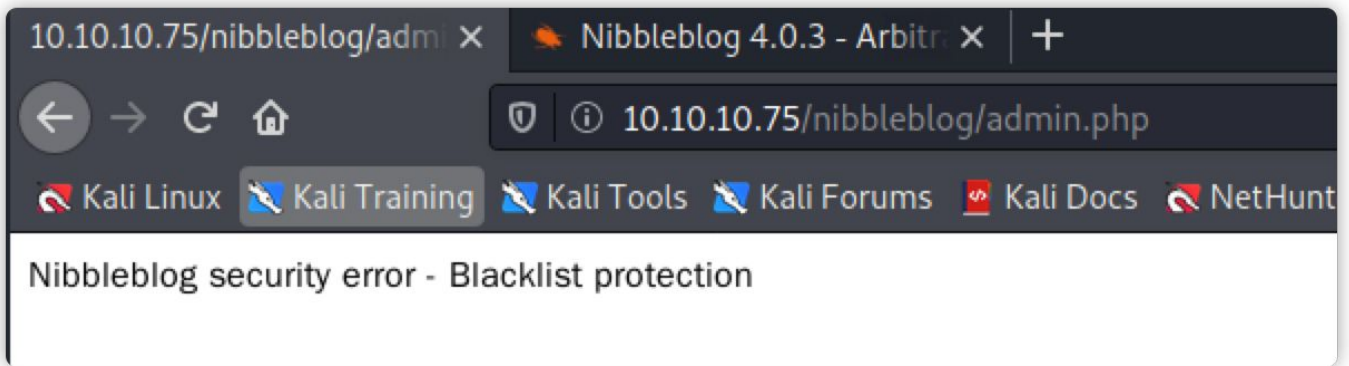 10.10.10.75/nibbleblog/admi
Nibbleblog 4.0.3 - Arbitra
10.10.10.75/nibbleblog/admin.php
Kali Linux Kali Training Kali Tools Kali Forums Kali Docs NetHunt
Nibbleblog security error - Blacklist protection